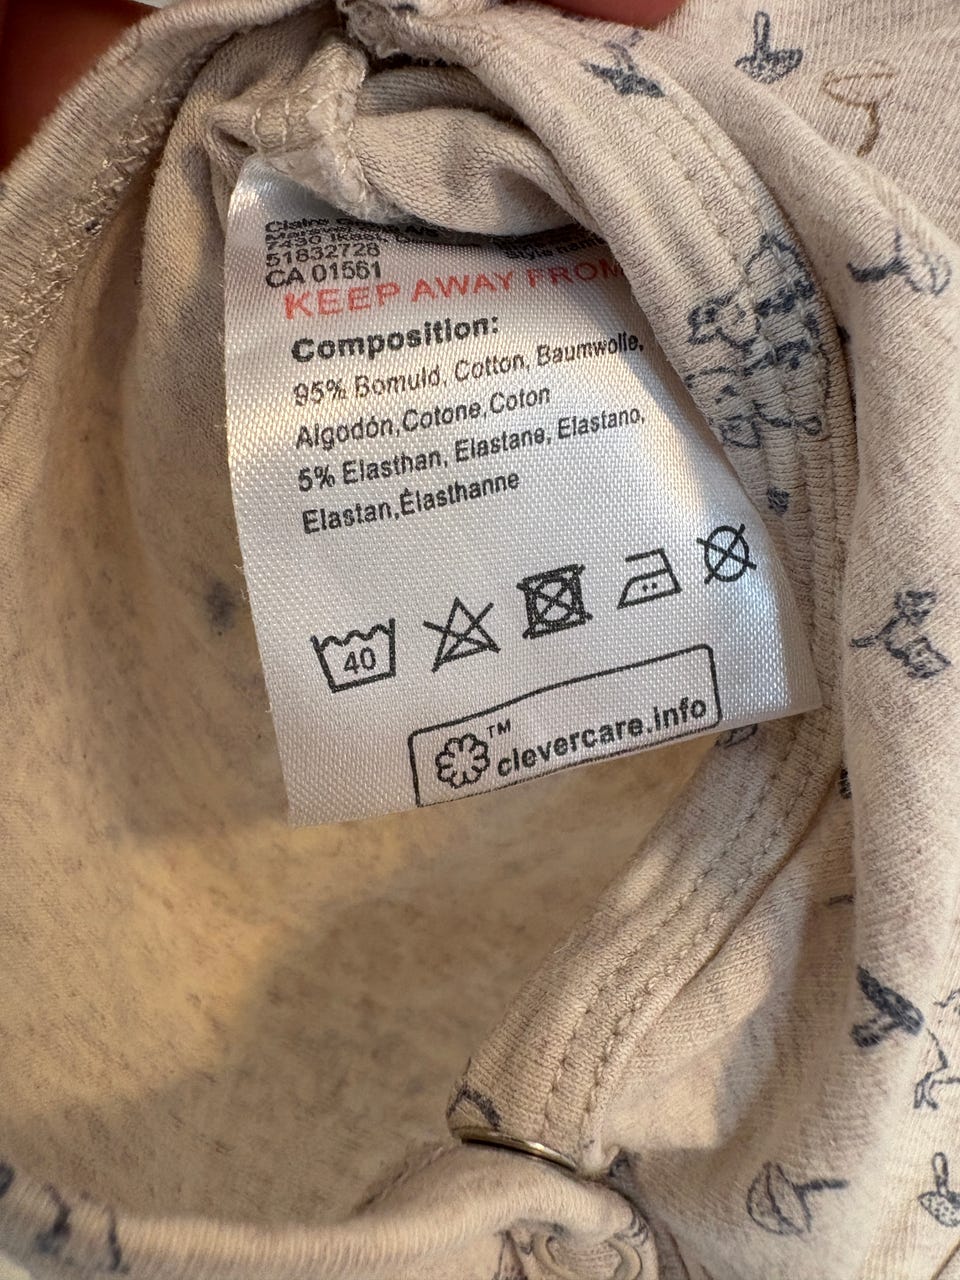 51832728
CA 01561
KEEP AWAY FROM
Composition:
95% Bomuld, Cotton, Baumwolle,
Algodón,Cotone,Coton
5% Elasthan, Elastane, Elastano,
Elastan,Élasthanne
40
TM
clevercare.info